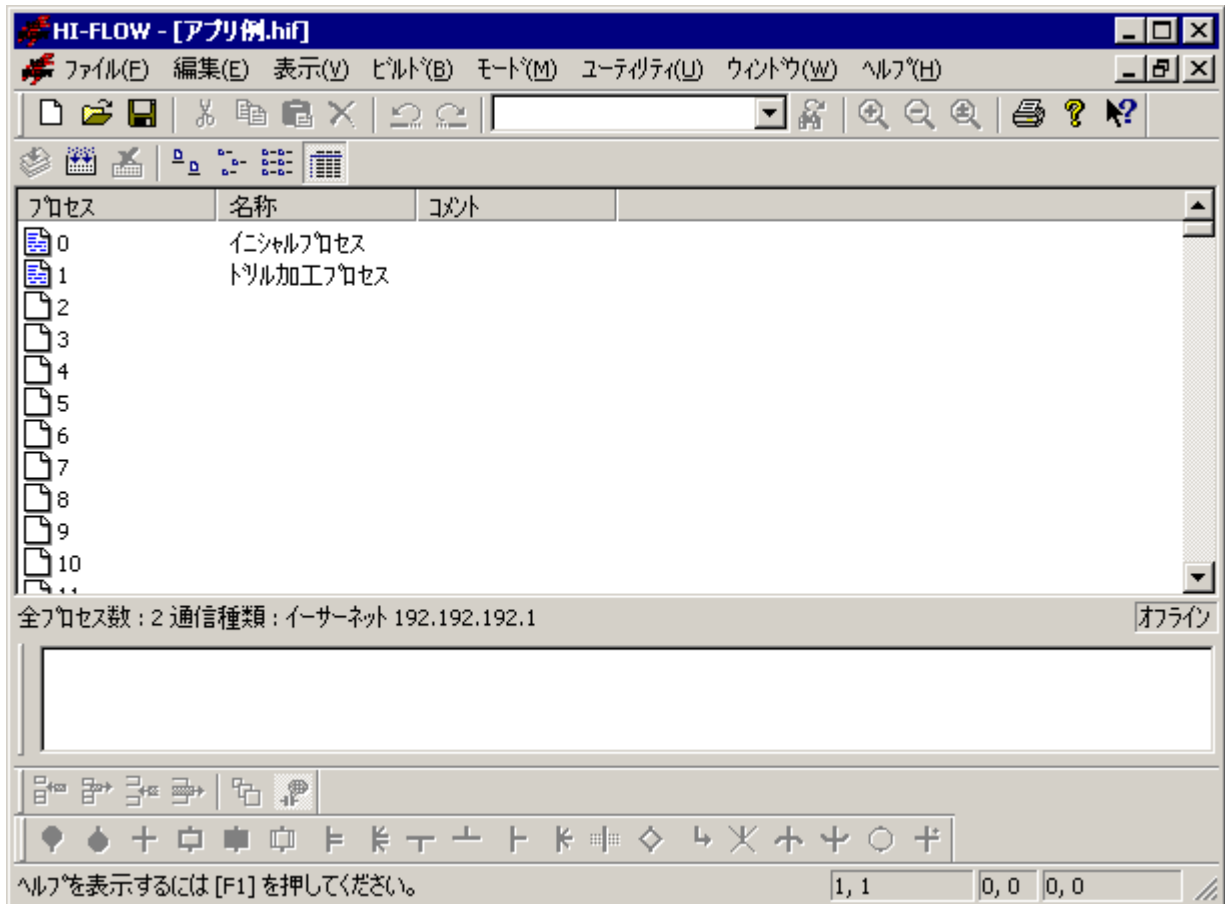 HI-FLOW - [アプリ例.hif]
ファイル(F) 編集(E) 表示(V) ビルド(B) モード(M) ユーティリティ(U) ウィンドウ(W) ヘルプ(H)
プロセス 名称 コメント
0 イニシャルプロセス
1 ドリル加工プロセス
2
3
4
5
6
7
8
9
10
11
全プロセス数 : 2 通信種類 : イーサーネット 192.192.192.1 オフライン
ヘルプを表示するには [F1] を押してください。 1, 1 0, 0 0, 0